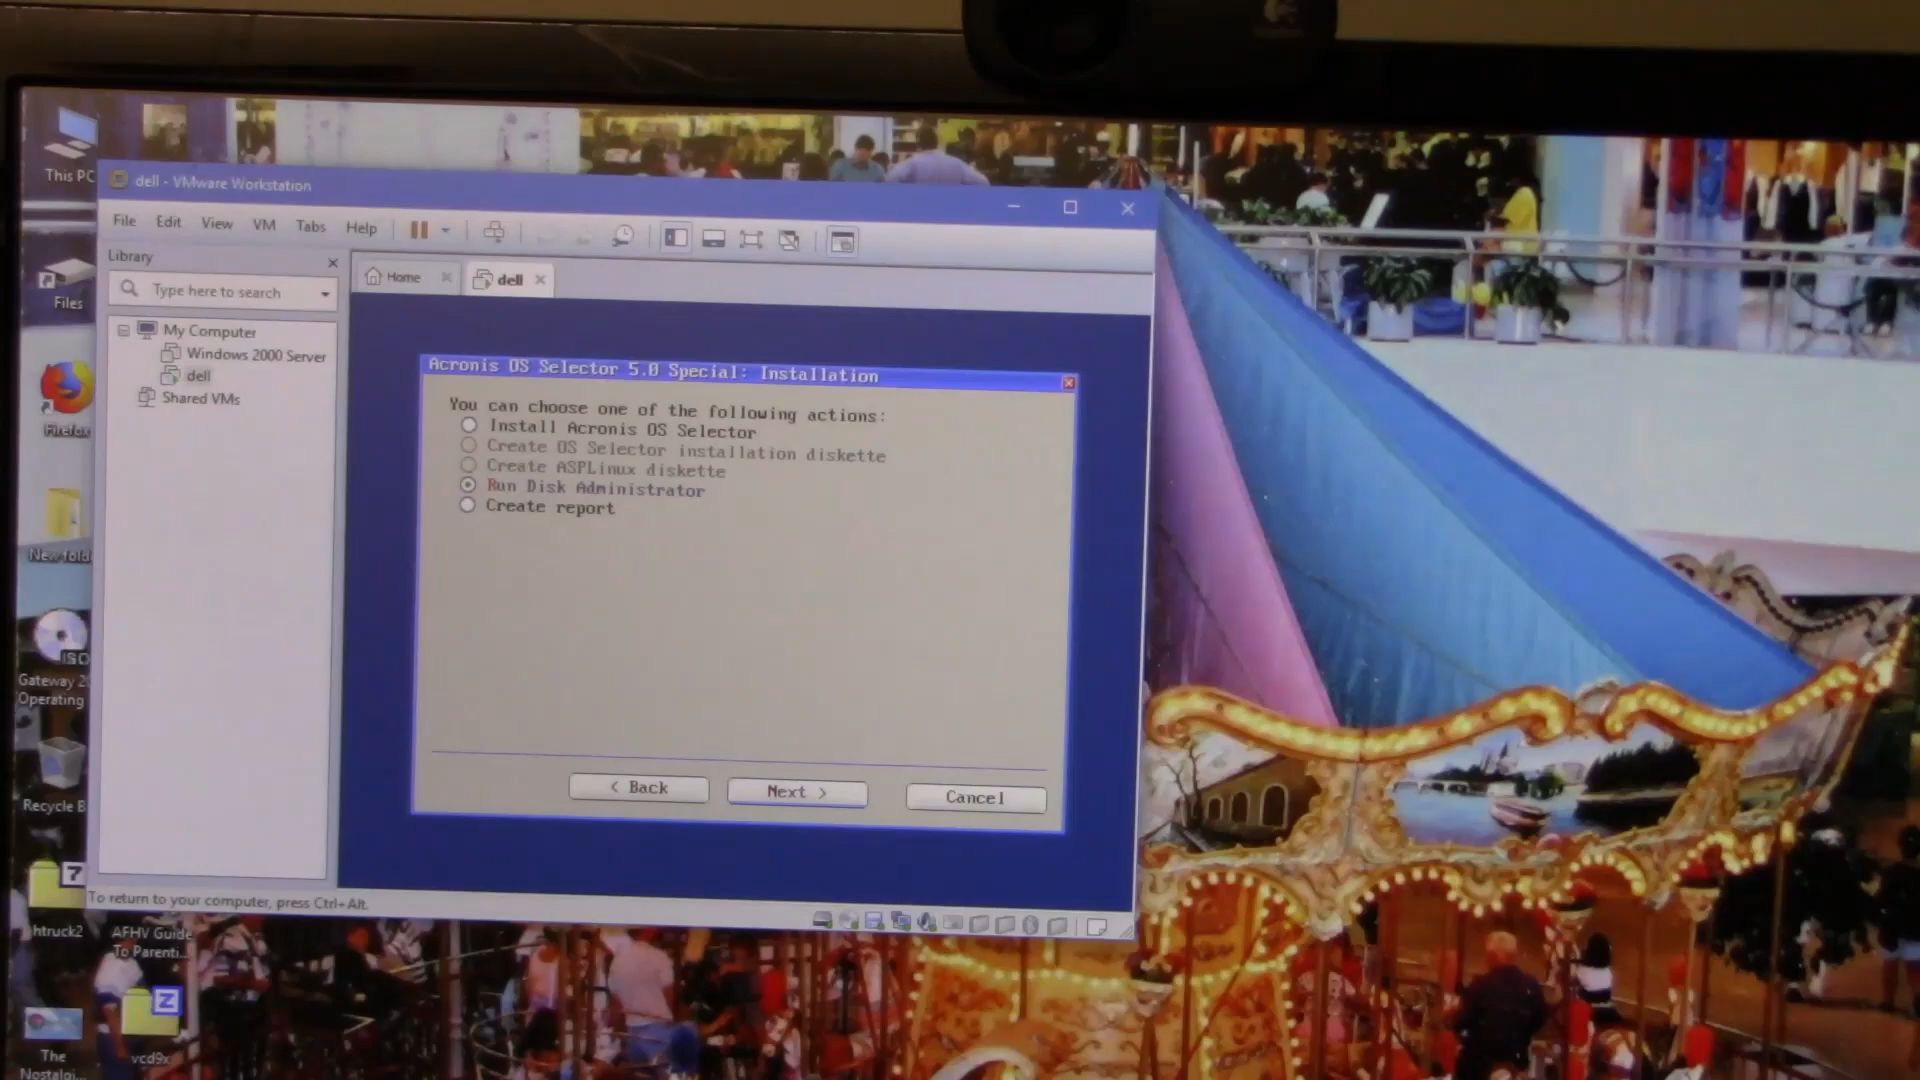 This PC
dell - VMware Workstation
File Edit View VM Tabs Help
Library
Type here to search
Home
dell
My Computer
Windows 2000 Server
dell
Shared VMs
Files
Firefox
New fold
ISO
Gateway 2
Operating
Recycle B
Acronis OS Selector 5.0 Special: Installation
You can choose one of the following actions:
Install Acronis OS Selector
Create OS Selector installation diskette
Create ASPLinux diskette
Run Disk Administrator
Create report
< Back
Next >
Cancel
To return to your computer, press Ctrl+Alt.
7
htruck2
AFHV Guide
To Parenti...
Z
vcd9x
The
Nostalgi...